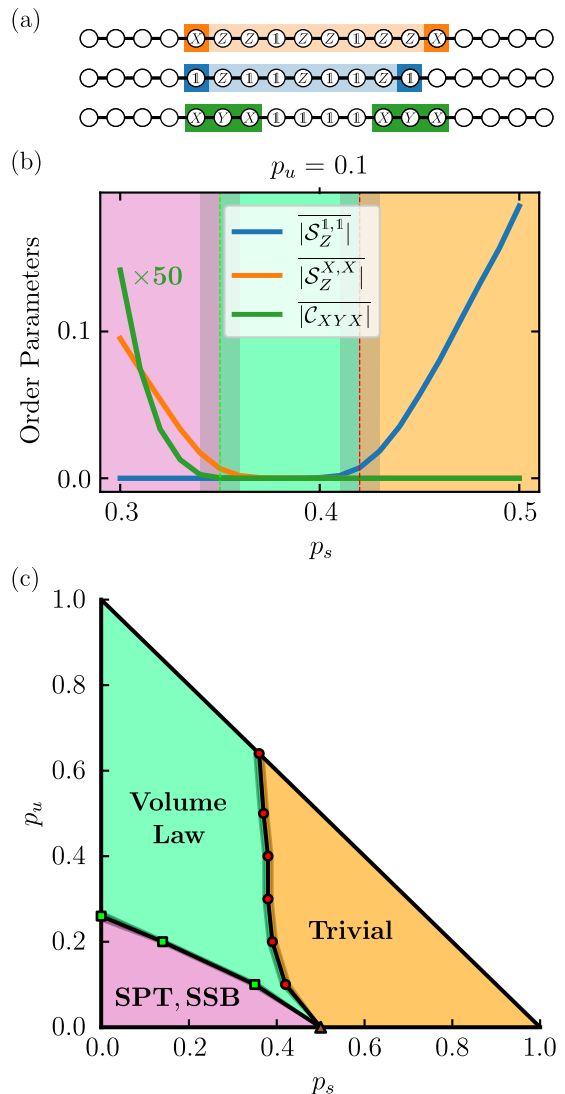 (a)
X Z Z 𝟙 Z Z 𝟙 Z Z X
𝟙 Z 𝟙 𝟙 Z 𝟙 𝟙 Z 𝟙
X Y X 𝟙 𝟙 𝟙 𝟙 X Y X
(b)
p_u = 0.1
Order Parameters
0.1
0.0
×50
|S_Z^{𝟙,𝟙}|
|S_Z^{X,X}|
|C_{XYX}|
0.3 0.4 0.5
p_s
(c)
p_u
1.0
0.8
0.6
0.4
0.2
0.0
Volume
Law
Trivial
SPT, SSB
0.0 0.2 0.4 0.6 0.8 1.0
p_s